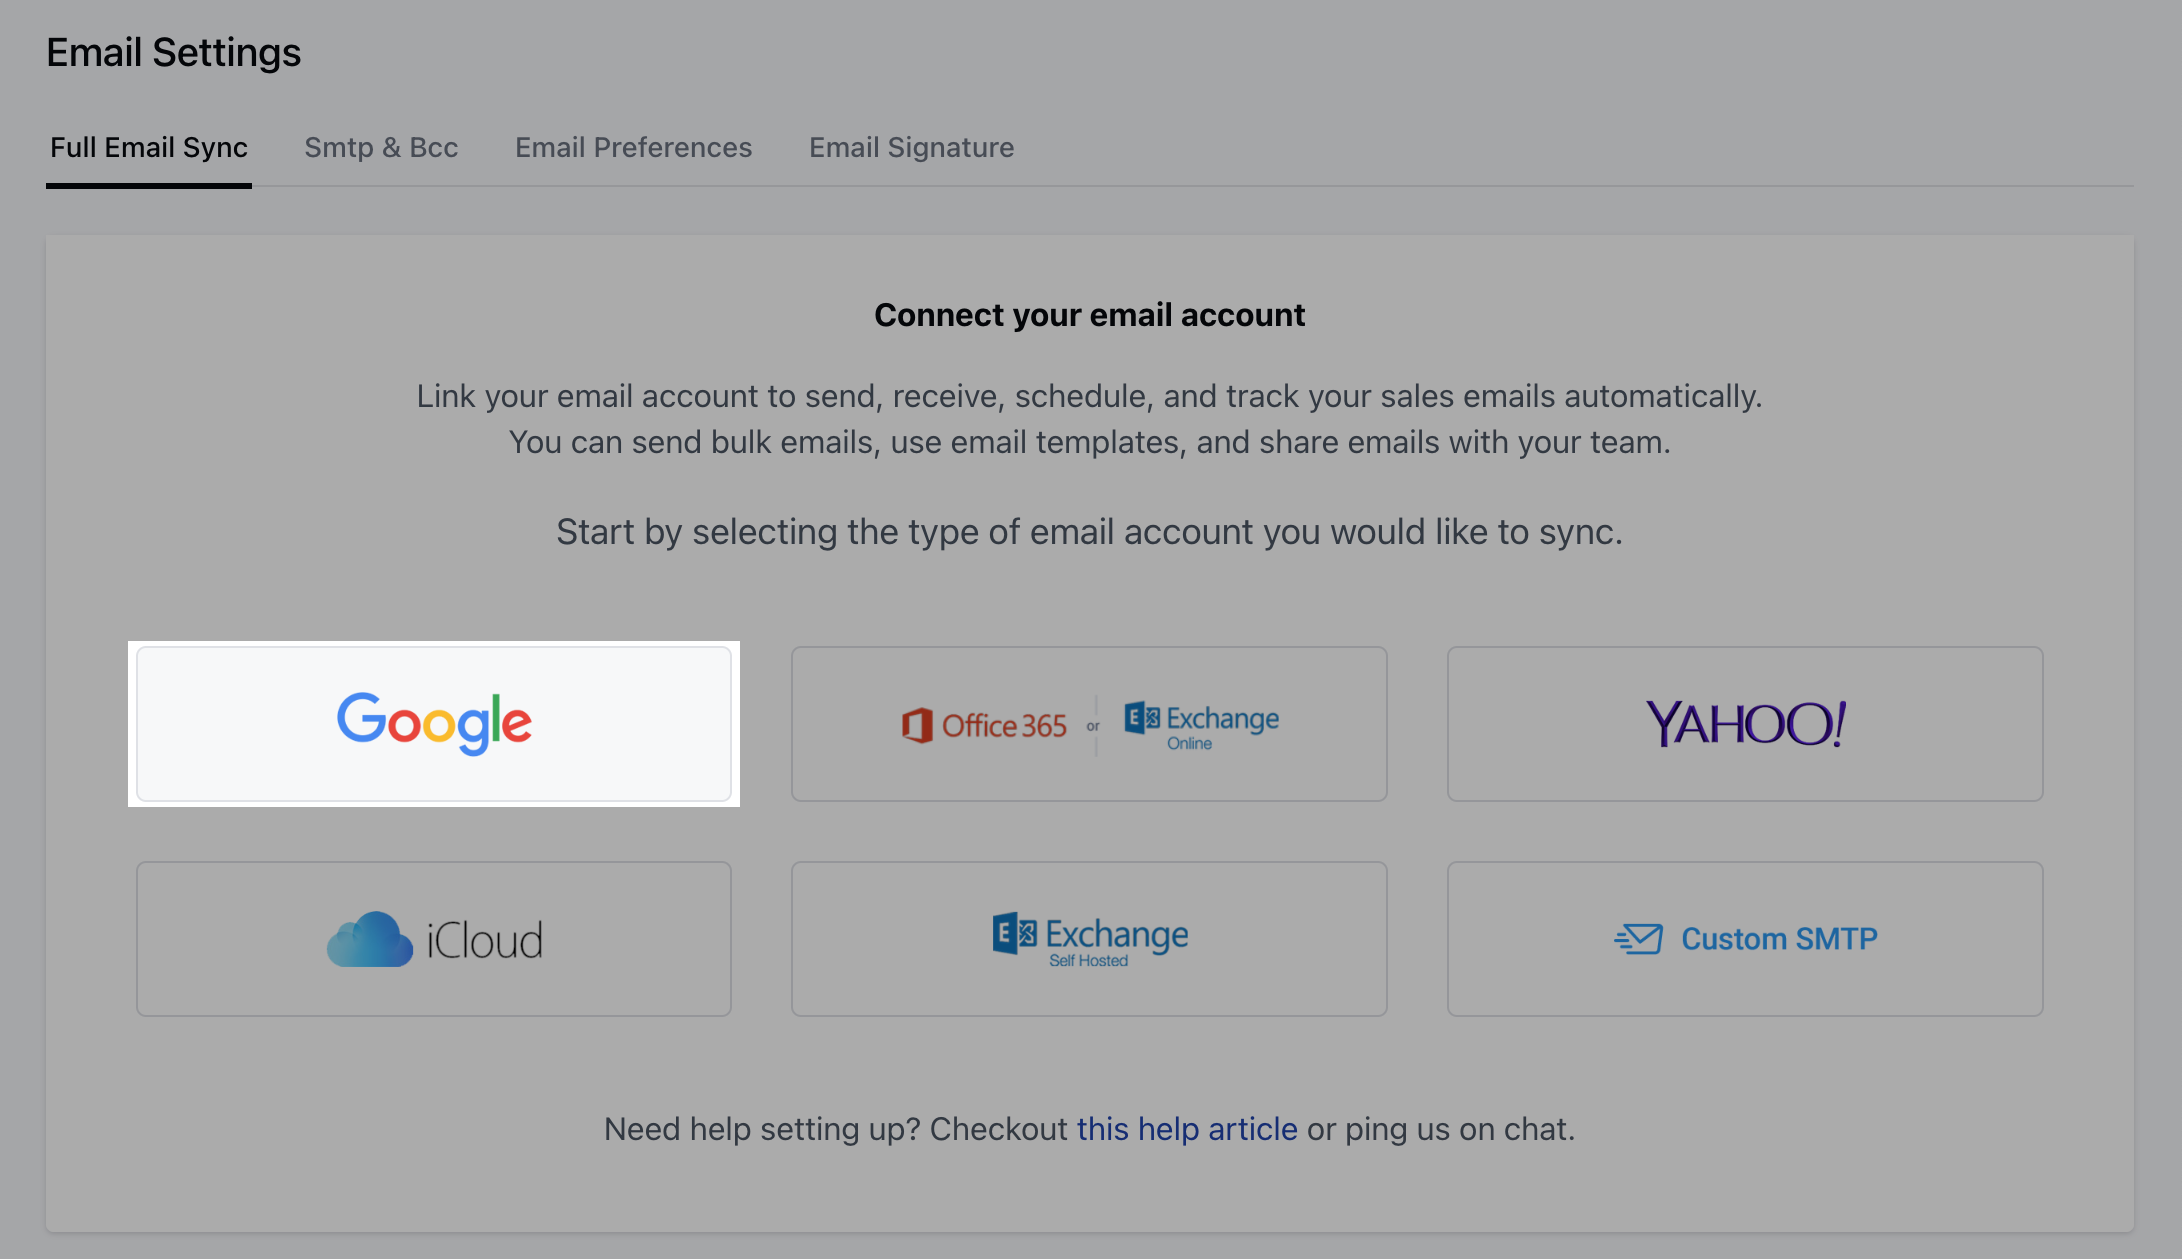 Email Settings
Full Email Sync Smtp & Bcc Email Preferences Email Signature
Connect your email account
Link your email account to send, receive, schedule, and track your sales emails automatically.
You can send bulk emails, use email templates, and share emails with your team.
Start by selecting the type of email account you would like to sync.
Google
Office 365 or Exchange
Online
YAHOO!
iCloud
Exchange
Self Hosted
Custom SMTP
Need help setting up? Checkout this help article or ping us on chat.